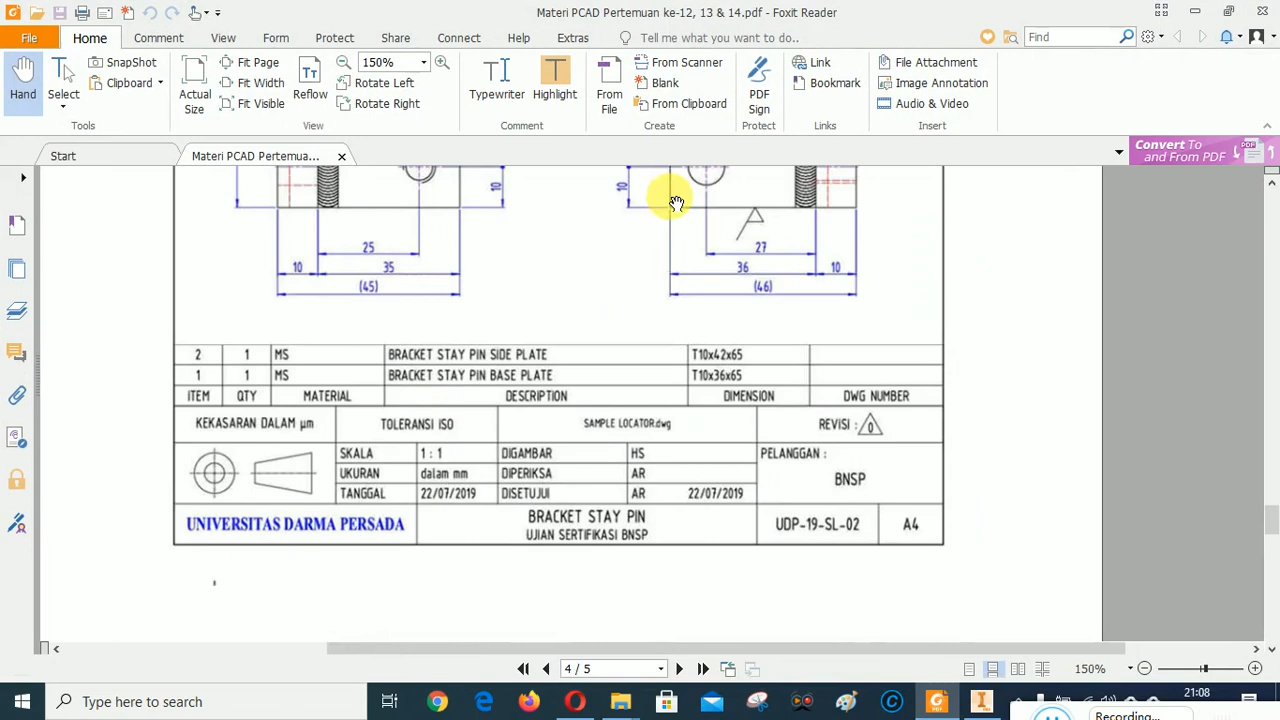 Materi PCAD Pertemuan ke-12, 13 & 14.pdf - Foxit Reader
File Home Comment View Form Protect Share Connect Help Extras Tell me what you want to do.. Find
Hand
Select
SnapShot
Clipboard
Actual Size
Fit Page
Fit Width
Fit Visible
Reflow
150%
Rotate Left
Rotate Right
Typewriter
Highlight
From File
From Scanner
Blank
From Clipboard
PDF Sign
Link
Bookmark
File Attachment
Image Annotation
Audio & Video
Tools View Comment Create Protect Links Insert
Start Materi PCAD Pertemua... Convert To and From PDF
10 10
25 27
10 35 36 10
(45) (46)
2 1 MS BRACKET STAY PIN SIDE PLATE T10x42x65
1 1 MS BRACKET STAY PIN BASE PLATE T10x36x65
ITEM QTY MATERIAL DESCRIPTION DIMENSION DWG NUMBER
KEKASARAN DALAM µm TOLERANSI ISO SAMPLE LOCATOR.dwg REVISI : 0
SKALA 1 : 1 DIGAMBAR HS PELANGGAN :
UKURAN dalam mm DIPERIKSA AR BNSP
TANGGAL 22/07/2019 DISETUJUI AR 22/07/2019
UNIVERSITAS DARMA PERSADA BRACKET STAY PIN UDP-19-SL-02 A4
UJIAN SERTIFIKASI BNSP
4 / 5 150%
Type here to search 21:08
Recording...